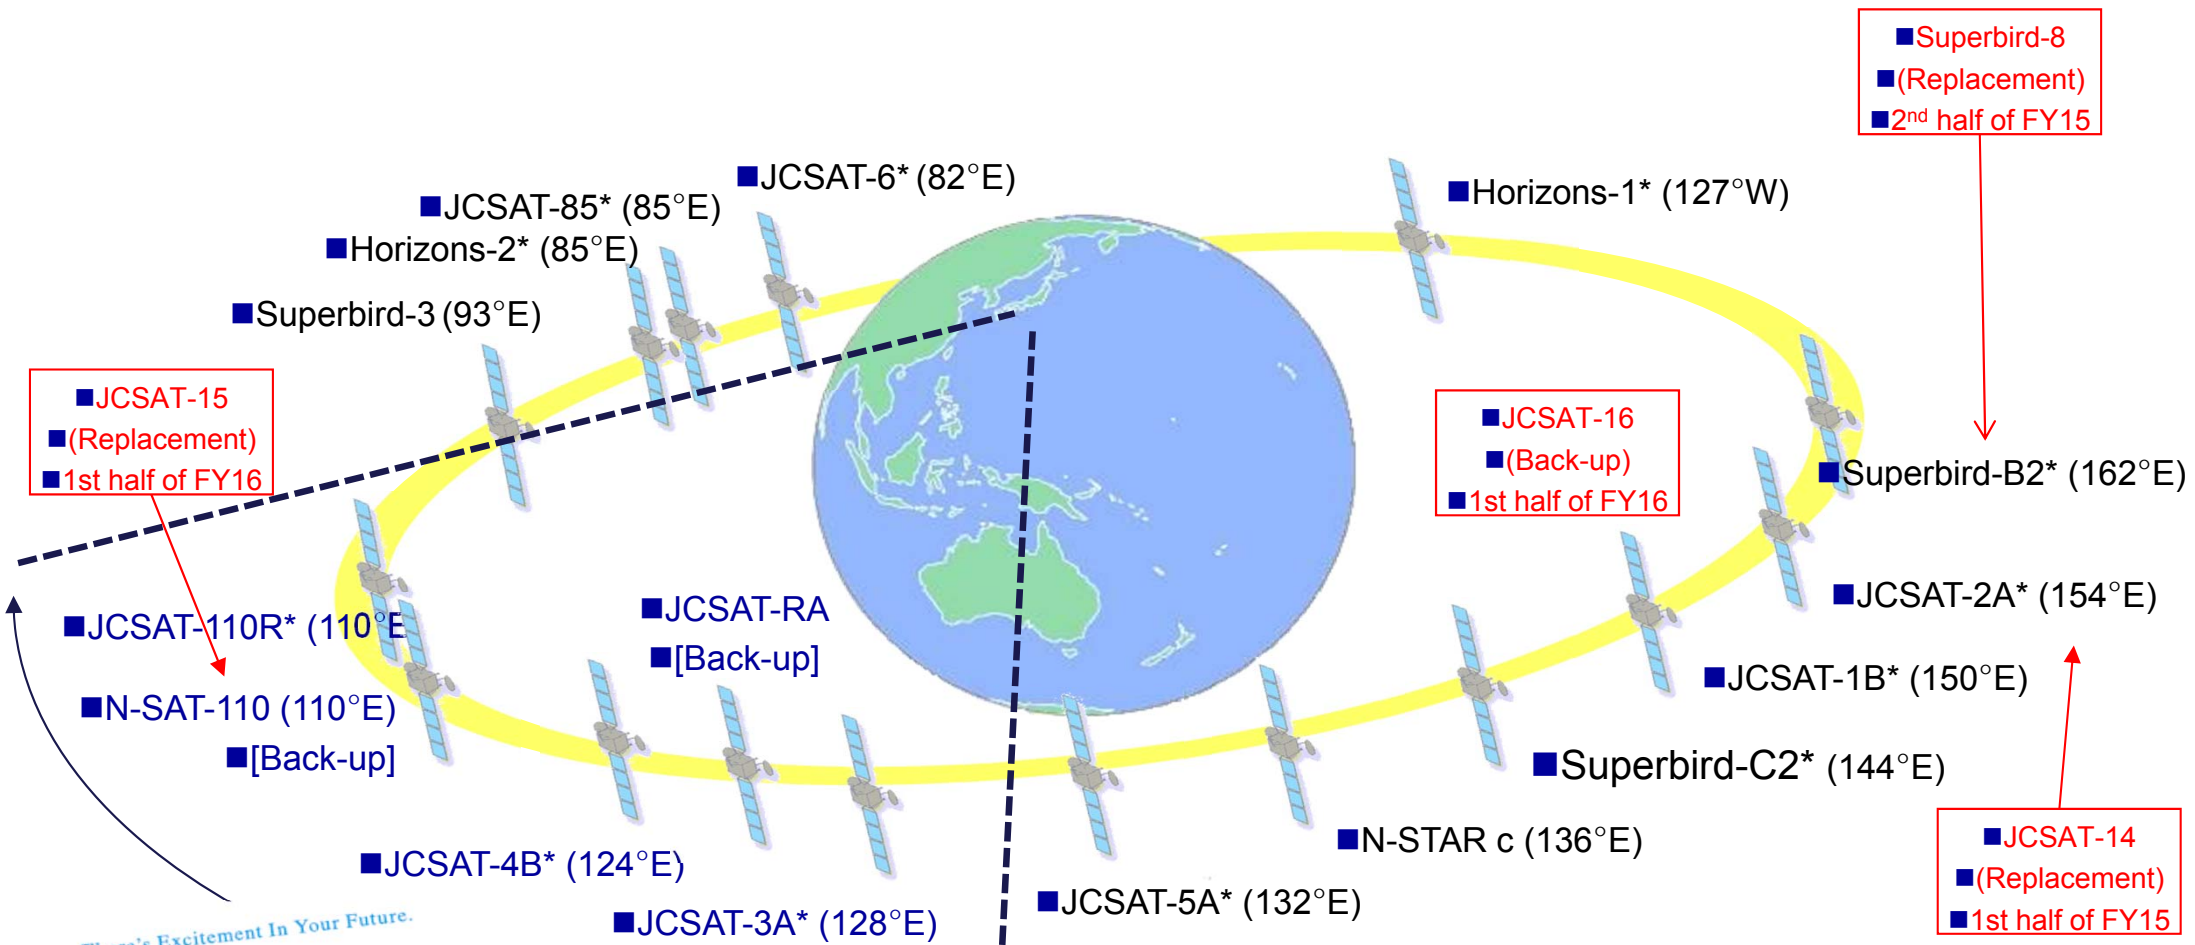 ■Superbird-8
■(Replacement)
■2nd half of FY15
■JCSAT-6* (82°E)
■Horizons-1* (127°W)
■JCSAT-85* (85°E)
■Horizons-2* (85°E)
■Superbird-3 (93°E)
■JCSAT-15
■(Replacement)
■1st half of FY16
■JCSAT-16
■(Back-up)
■1st half of FY16
■Superbird-B2* (162°E)
■JCSAT-110R* (110°E
■JCSAT-RA
■[Back-up]
■JCSAT-2A* (154°E)
■N-SAT-110 (110°E)
■[Back-up]
■JCSAT-1B* (150°E)
■Superbird-C2* (144°E)
■JCSAT-4B* (124°E)
■N-STAR c (136°E)
■JCSAT-14
■(Replacement)
■1st half of FY15
■JCSAT-3A* (128°E)
■JCSAT-5A* (132°E)
Excitement In Your Future.